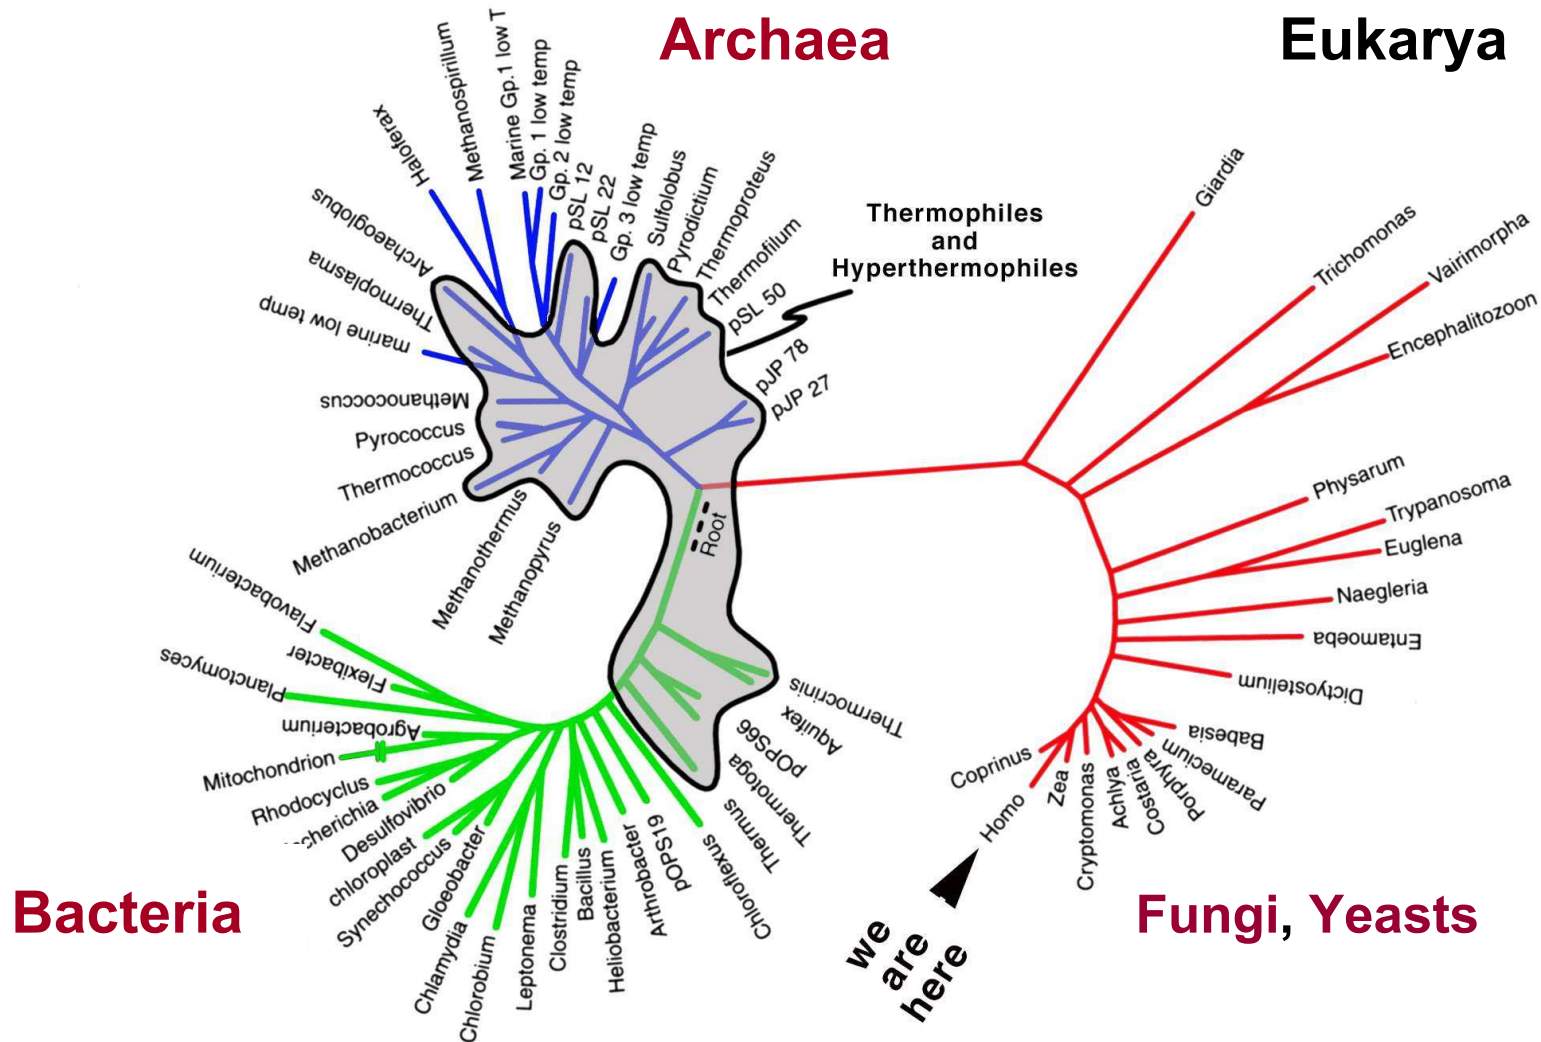 Archaea
Eukarya
Haloferax
Methanospirillum
Marine Gp.1 low T
Gp. 1 low temp
Gp. 2 low temp
pSL 12
pSL 22
Gp. 3 low temp
Sulfolobus
Pyrodictium
Thermoproteus
Thermofilum
pSL 50
pJP 78
pJP 27
Archaeoglobus
Thermoplasma
marine low temp
Methanococcus
Pyrococcus
Thermococcus
Methanobacterium
Methanothermus
Methanopyrus
Thermophiles
and
Hyperthermophiles
Root
Giardia
Trichomonas
Vairimorpha
Encephalitozoon
Physarum
Trypanosoma
Euglena
Naegleria
Entamoeba
Dictyostelium
Babesia
Paramecium
Porphyra
Costaria
Achlya
Cryptomonas
Zea
Homo
Coprinus
we
are
here
Flavobacterium
Flexibacter
Planctomyces
Agrobacterium
Mitochondrion
Rhodocyclus
cherichia
Desulfovibrio
chloroplast
Synechococcus
Gloeobacter
Chlamydia
Chlorobium
Leptonema
Clostridium
Bacillus
Heliobacterium
Arthrobacter
pOPS19
Chloroflexus
Thermus
Thermotoga
pOPS66
Aquifex
Thermocrinis
Bacteria
Fungi, Yeasts